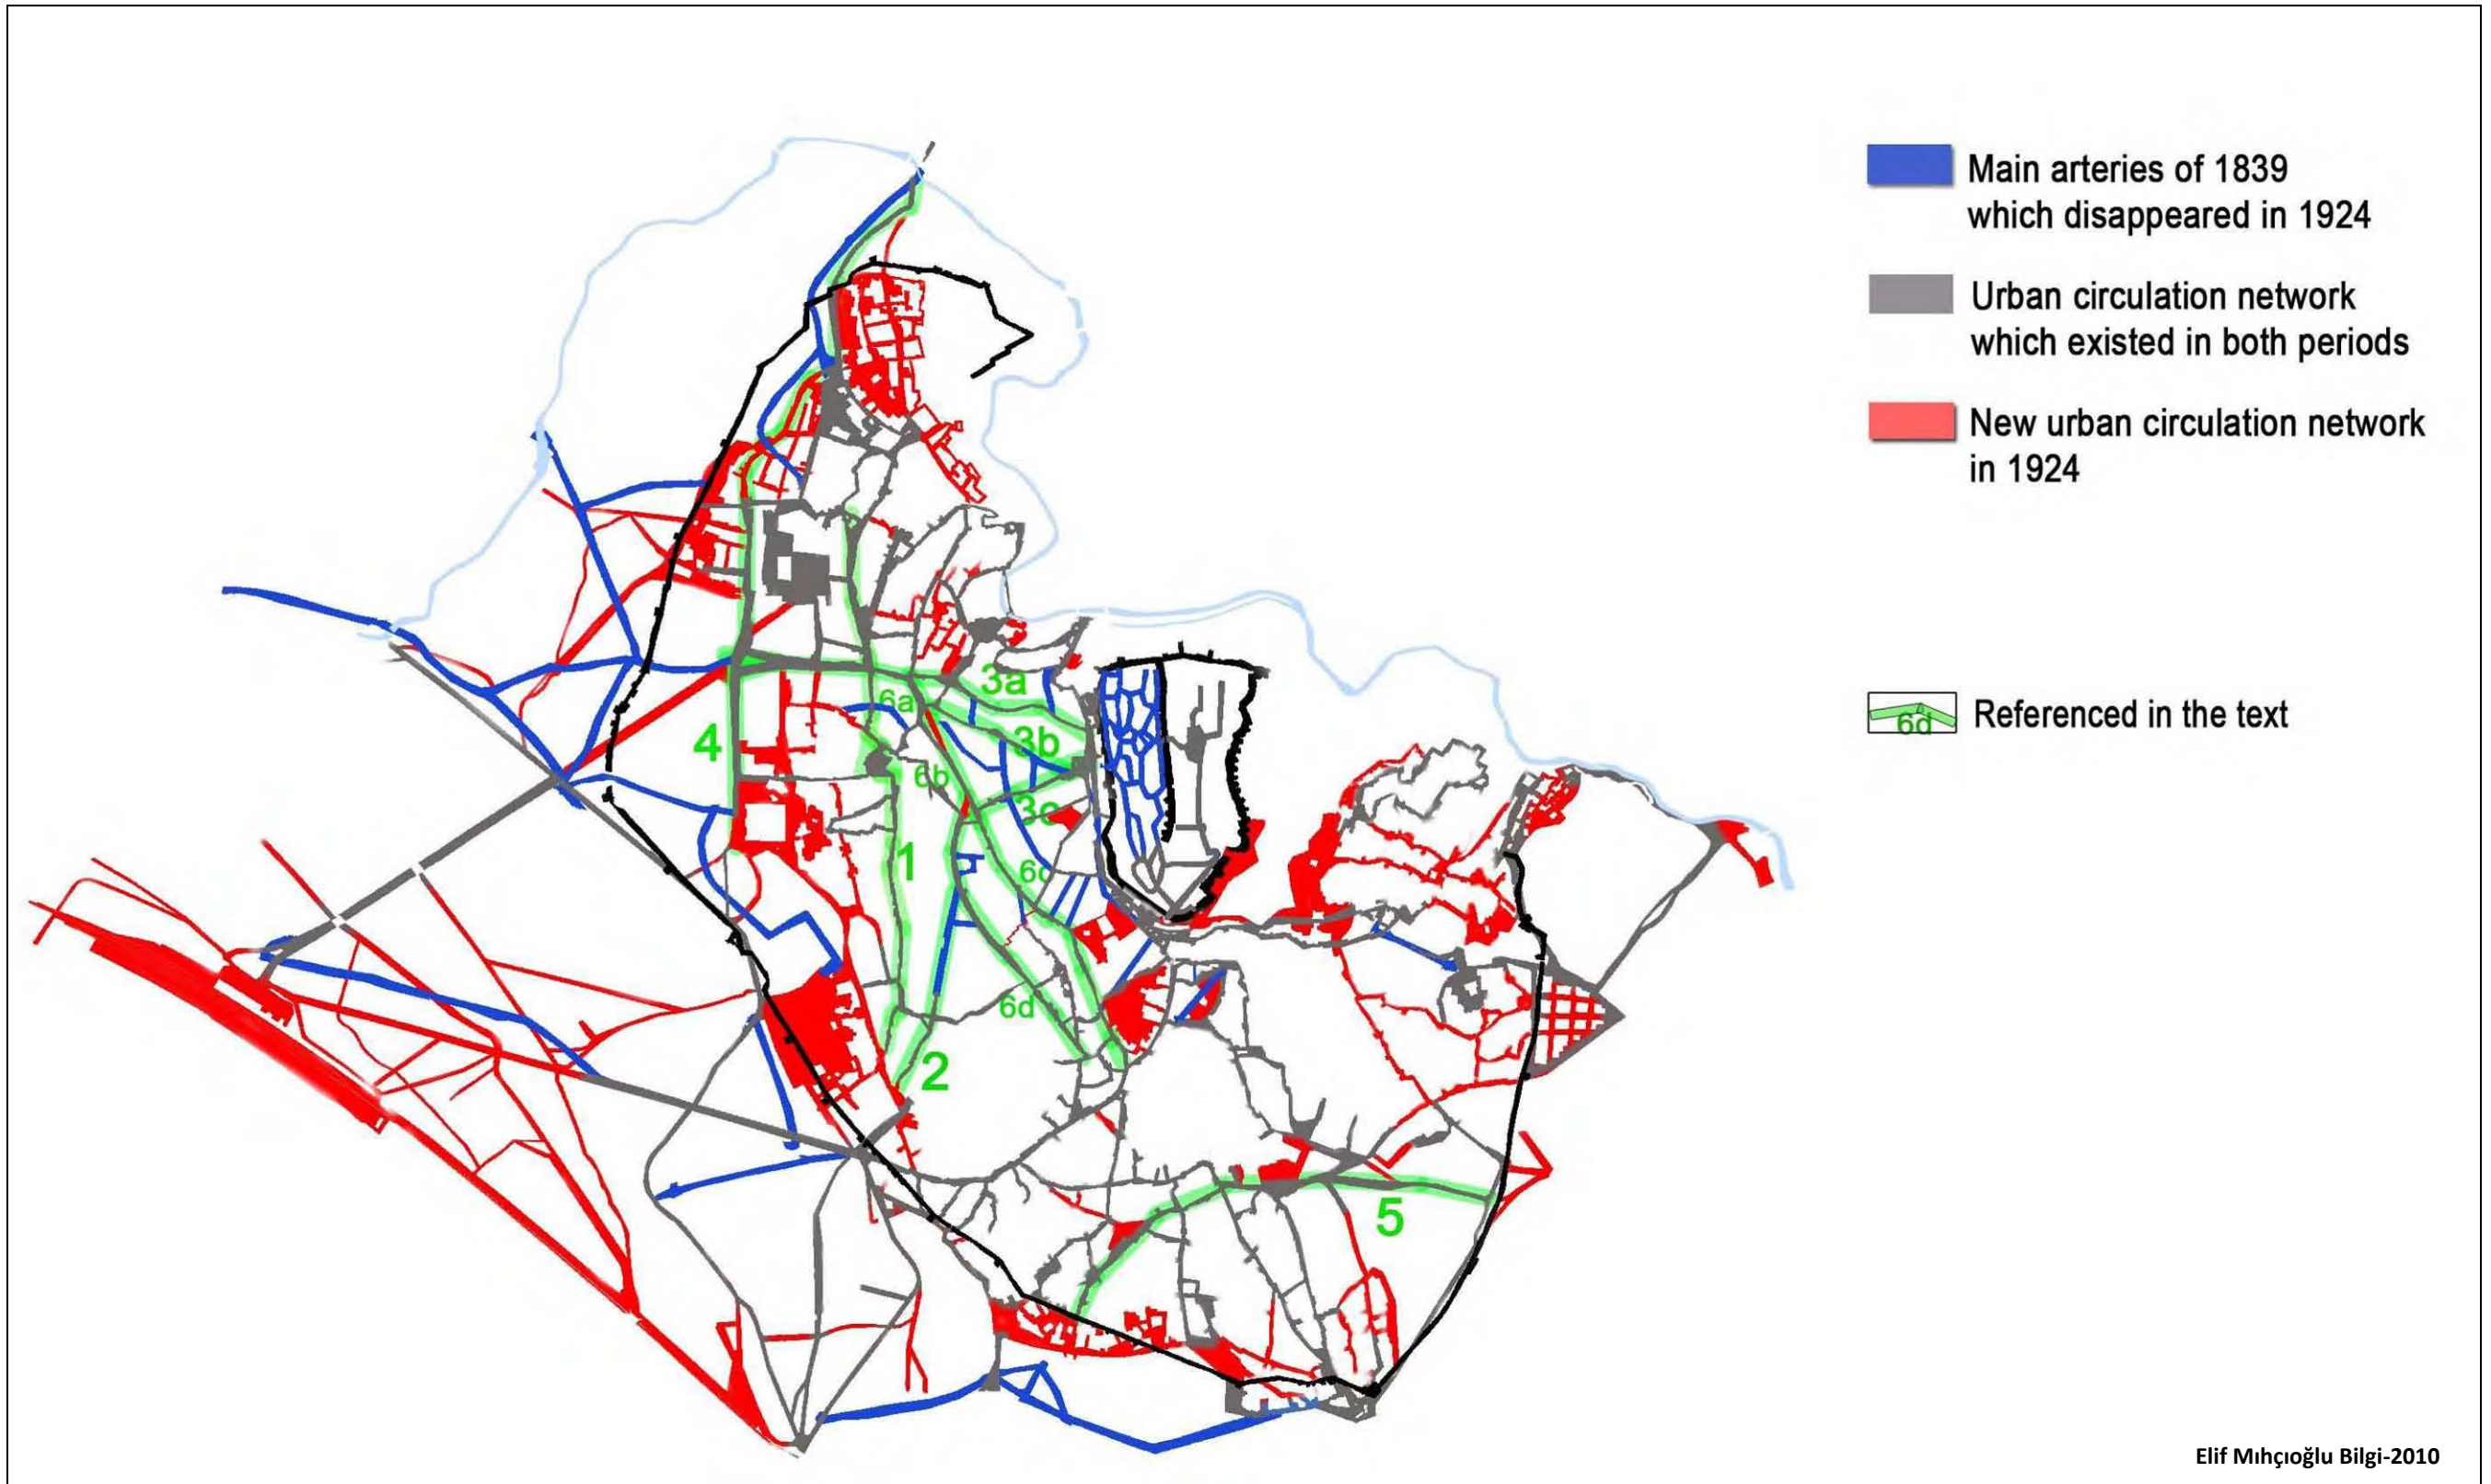 Main arteries of 1839
which disappeared in 1924
Urban circulation network
which existed in both periods
New urban circulation network
in 1924
6d
Referenced in the text
3a
6a
4
3b
6b
3c
1
6c
6d
2
5
Elif Mıhçıoğlu Bilgi-2010